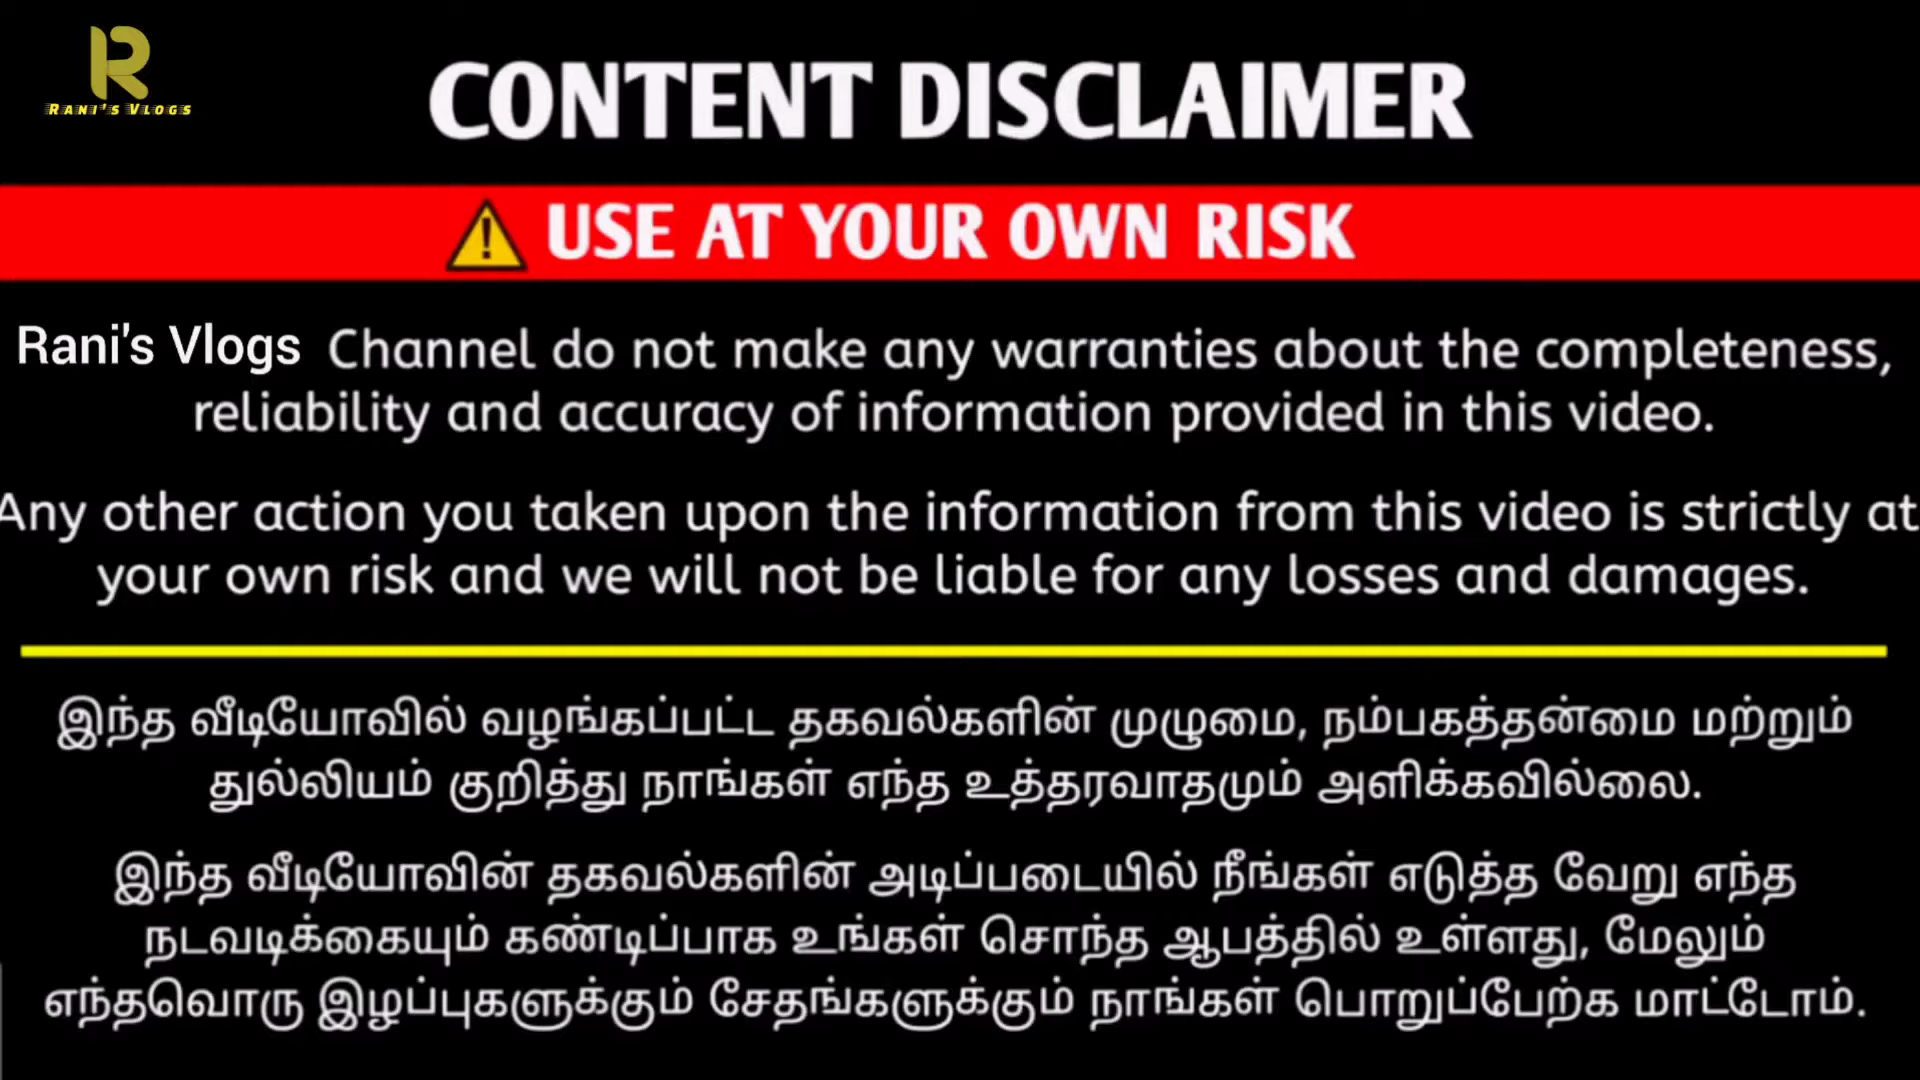 R
RANI'S VLOGS
CONTENT DISCLAIMER
⚠ USE AT YOUR OWN RISK
Rani's Vlogs Channel do not make any warranties about the completeness,
reliability and accuracy of information provided in this video.
Any other action you taken upon the information from this video is strictly at
your own risk and we will not be liable for any losses and damages.
இந்த வீடியோவில் வழங்கப்பட்ட தகவல்களின் முழுமை, நம்பகத்தன்மை மற்றும்
துல்லியம் குறித்து நாங்கள் எந்த உத்தரவாதமும் அளிக்கவில்லை.
இந்த வீடியோவின் தகவல்களின் அடிப்படையில் நீங்கள் எடுத்த வேறு எந்த
நடவடிக்கையும் கண்டிப்பாக உங்கள் சொந்த ஆபத்தில் உள்ளது, மேலும்
எந்தவொரு இழப்புகளுக்கும் சேதங்களுக்கும் நாங்கள் பொறுப்பேற்க மாட்டோம்.